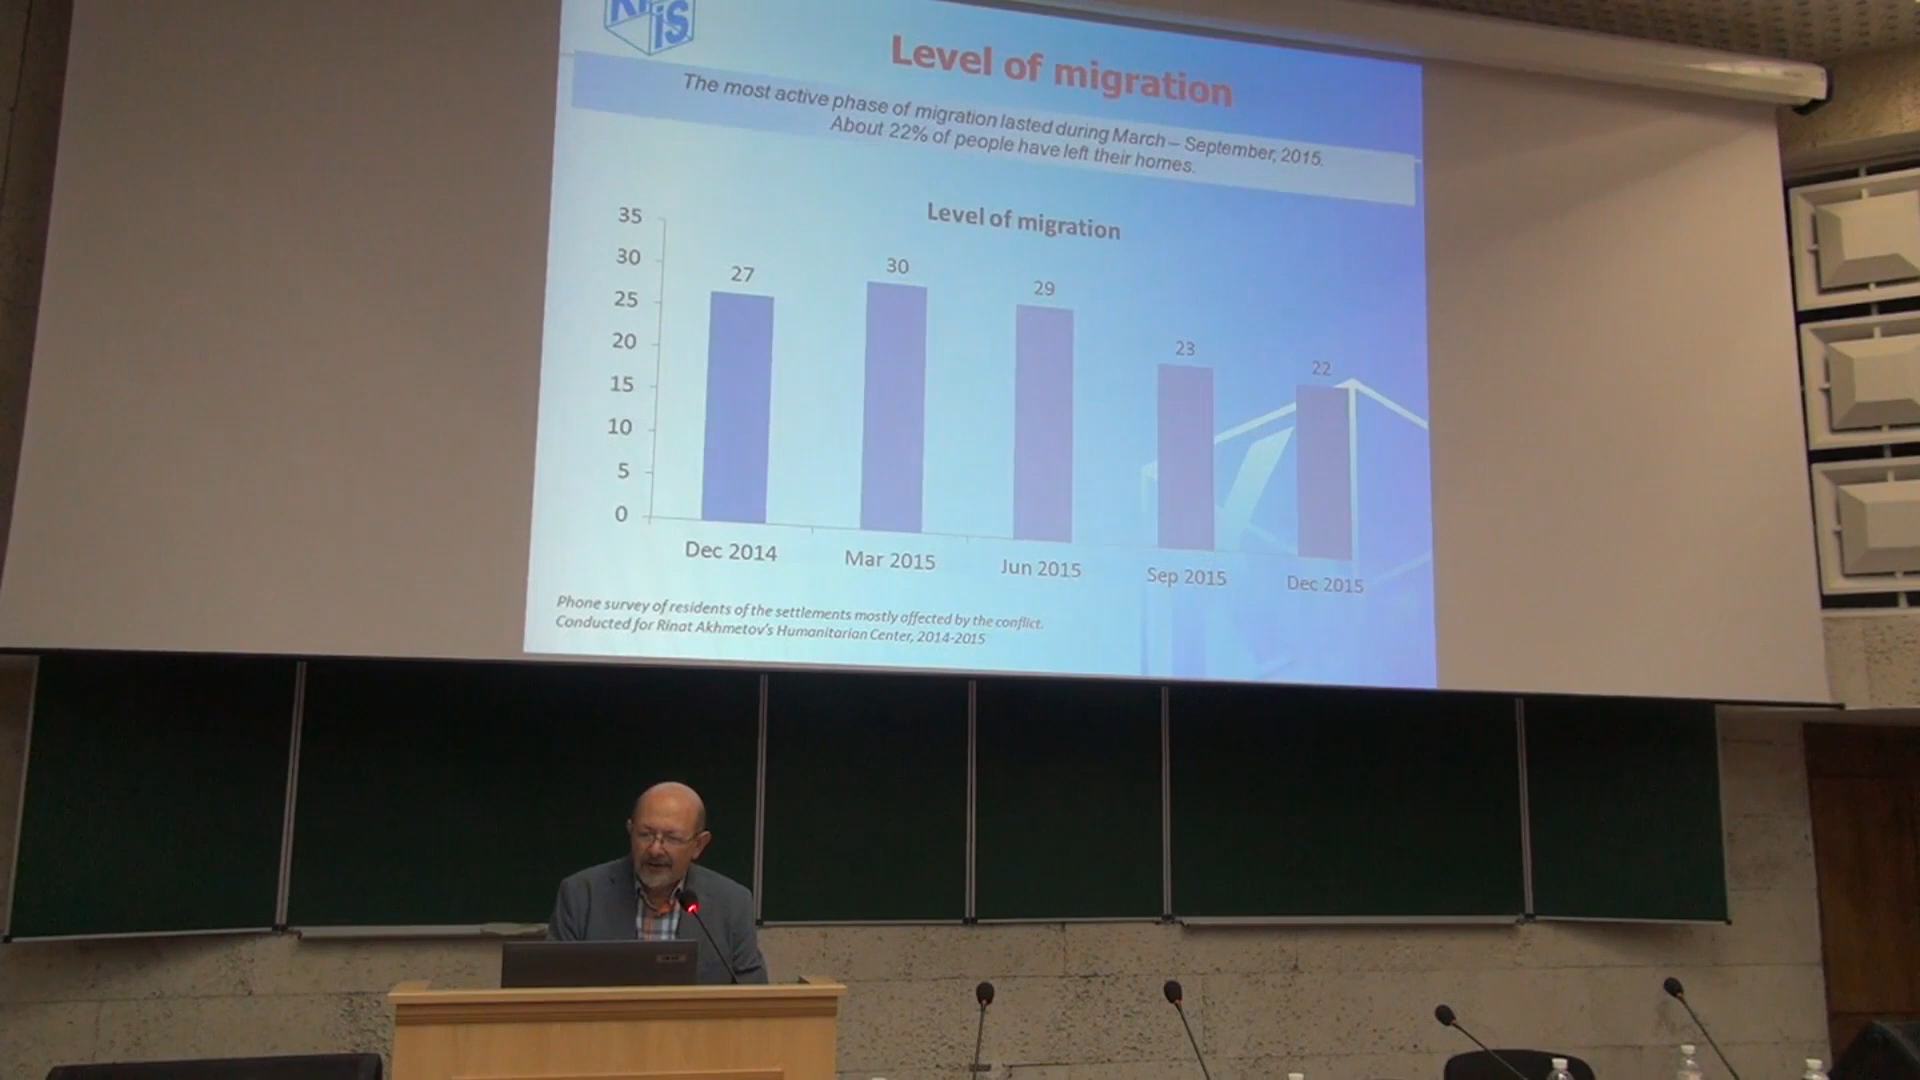 iS
Level of migration
The most active phase of migration lasted during March – September, 2015.
About 22% of people have left their homes.
Level of migration
35
30
25
20
15
10
5
0
27
30
29
23
22
Dec 2014
Mar 2015
Jun 2015
Sep 2015
Dec 2015
Phone survey of residents of the settlements mostly affected by the conflict.
Conducted for Rinat Akhmetov's Humanitarian Center, 2014-2015